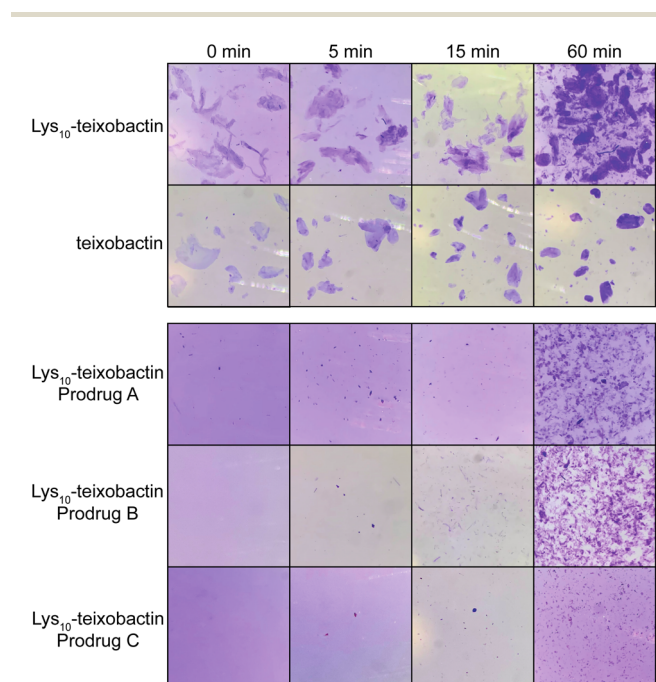 0 min 5 min 15 min 60 min
Lys₁₀-teixobactin
teixobactin
Lys₁₀-teixobactin
Prodrug A
Lys₁₀-teixobactin
Prodrug B
Lys₁₀-teixobactin
Prodrug C